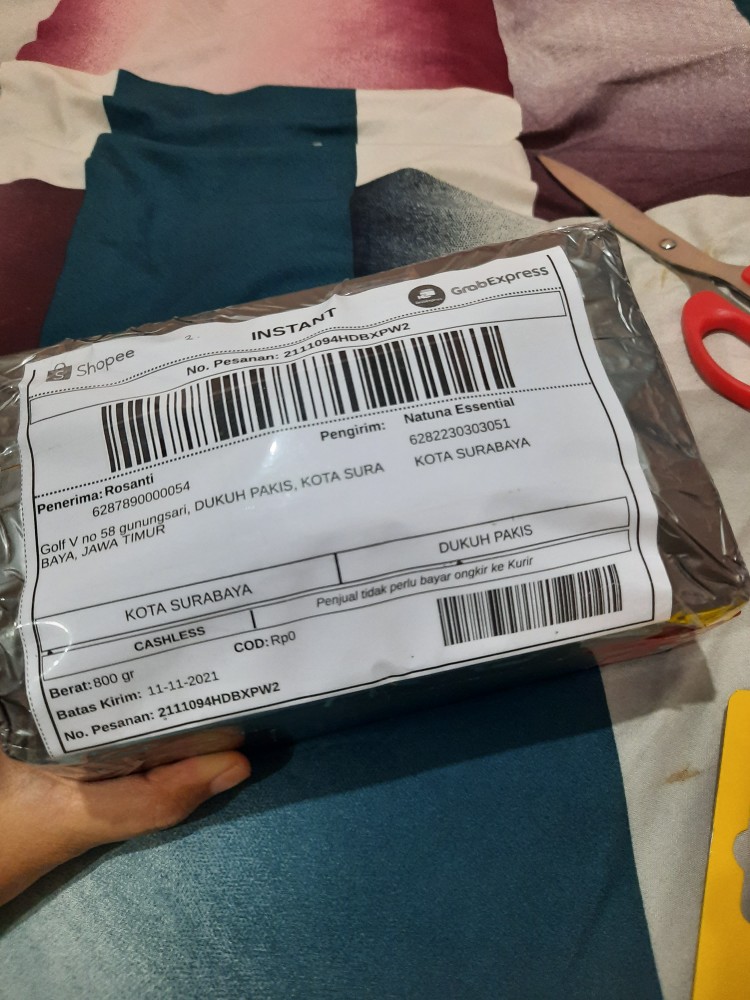 Shopee
INSTANT
GrabExpress
No. Pesanan: 2111094HDBXPW2
Pengirim: Natuna Essential
6282230303051
KOTA SURABAYA
Penerima: Rosanti
6287890000054
Golf V no 58 gunungsari, DUKUH PAKIS, KOTA SURA
BAYA, JAWA TIMUR
KOTA SURABAYA
DUKUH PAKIS
CASHLESS
Penjual tidak perlu bayar ongkir ke Kurir
Berat: 800 gr
COD: Rp0
Batas Kirim: 11-11-2021
No. Pesanan: 2111094HDBXPW2